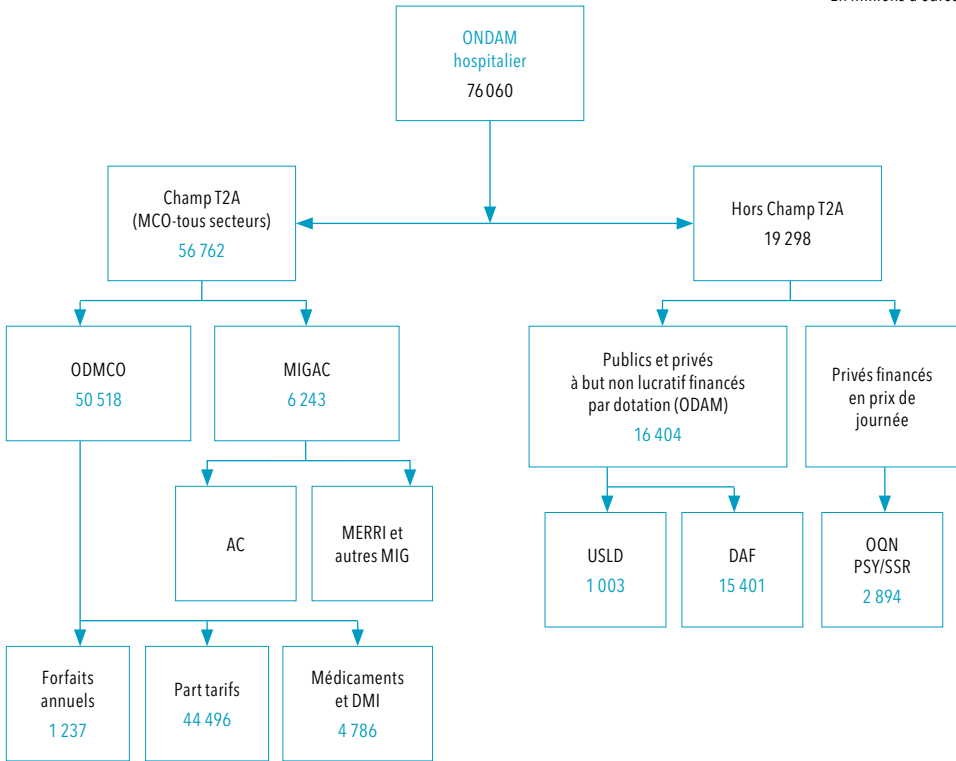 ONDAM
hospitalier
76 060
Champ T2A
(MCO-tous secteurs)
56 762
Hors Champ T2A
19 298
ODMCO
50 518
MIGAC
6 243
Publics et privés
à but non lucratif financés
par dotation (ODAM)
16 404
Privés financés
en prix de
journée
AC
MERRI et
autres MIG
USLD
1 003
DAF
15 401
OQN
PSY/SSR
2 894
Forfaits
annuels
1 237
Part tarifs
44 496
Médicaments
et DMI
4 786